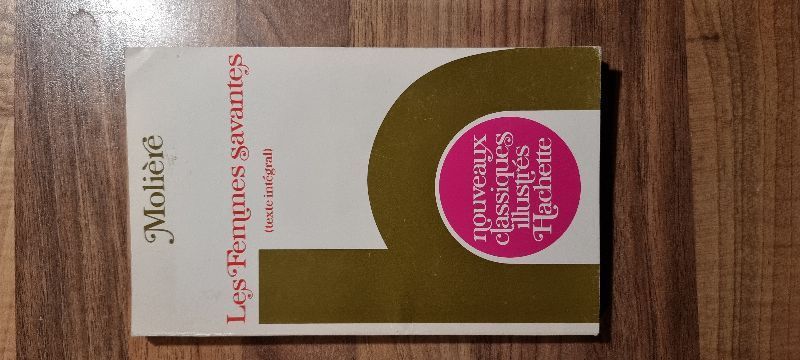 Molière
Les Femmes savantes
(texte intégral)
nouveaux
classiques
illustrés
Hachette